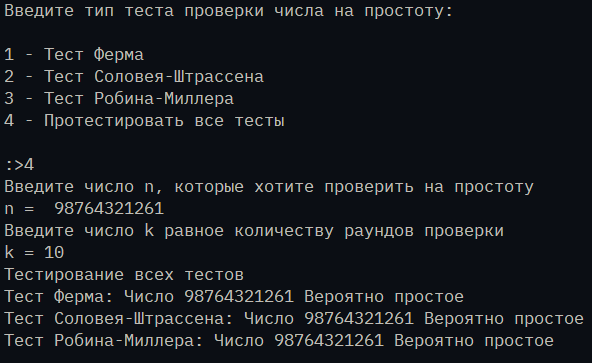 Введите тип теста проверки числа на простоту:
1 - Тест Ферма
2 - Тест Соловея-Штрассена
3 - Тест Робина-Миллера
4 - Протестировать все тесты
:>4
Введите число n, которые хотите проверить на простоту
n =  98764321261
Введите число k равное количеству раундов проверки
k = 10
Тестирование всех тестов
Тест Ферма: Число 98764321261 Вероятно простое
Тест Соловея-Штрассена: Число 98764321261 Вероятно простое
Тест Робина-Миллера: Число 98764321261 Вероятно простое